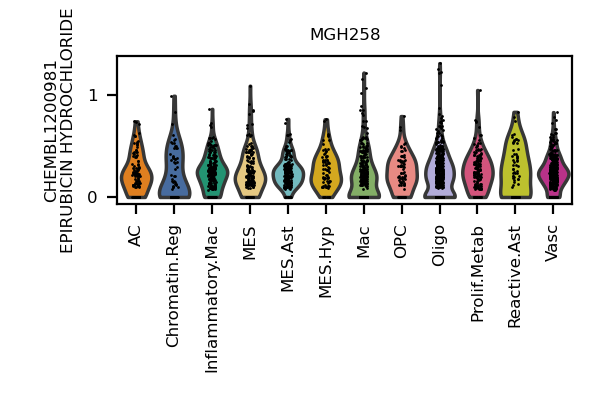 MGH258
CHEMBL1200981
EPIRUBICIN HYDROCHLORIDE
1
0
AC
Chromatin.Reg
Inflammatory.Mac
MES
MES.Ast
MES.Hyp
Mac
OPC
Oligo
Prolif.Metab
Reactive.Ast
Vasc